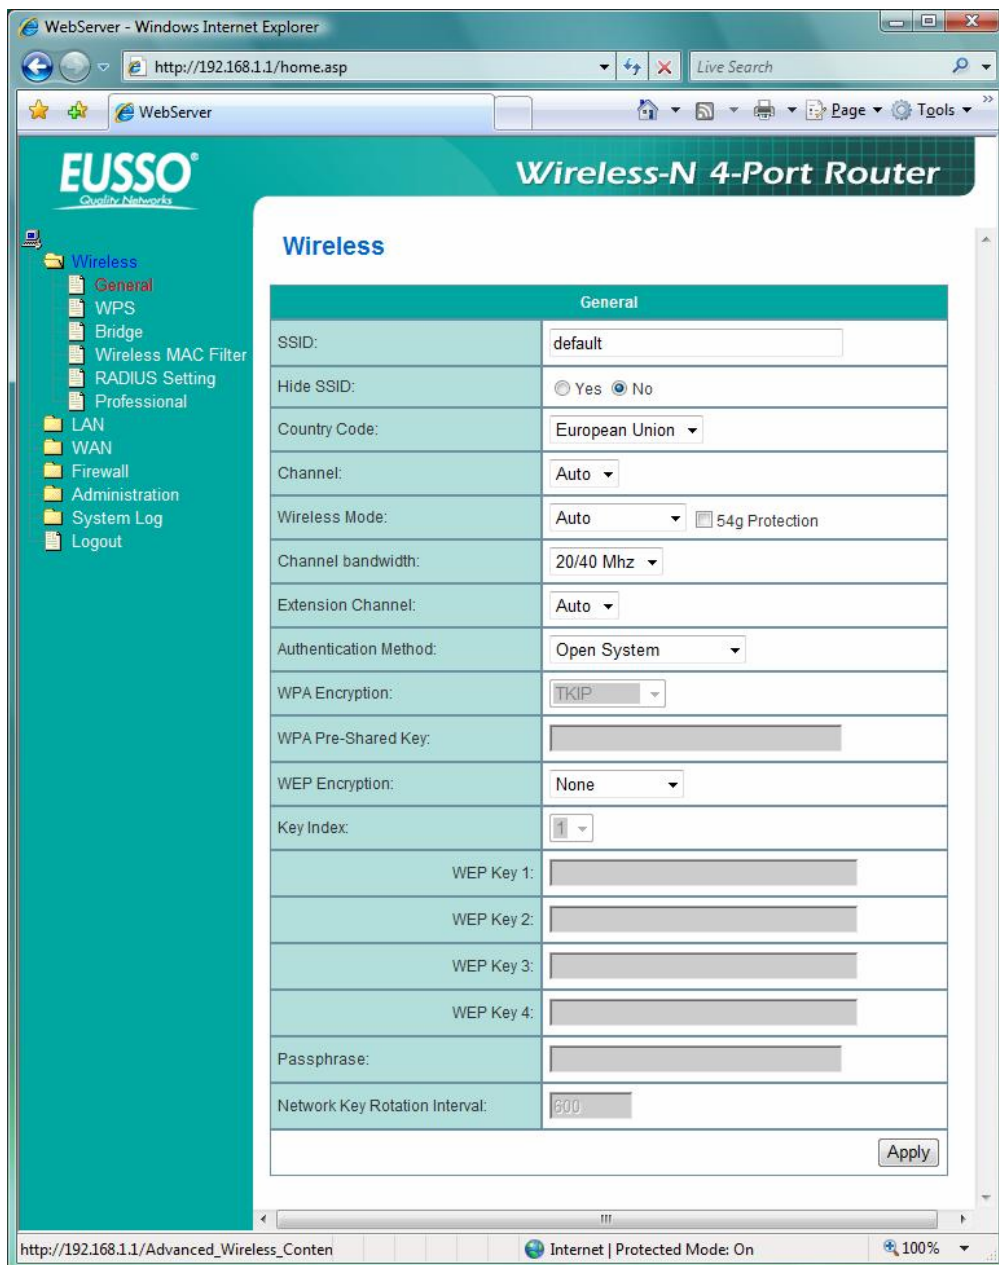 WebServer - Windows Internet Explorer
http://192.168.1.1/home.asp
Live Search
WebServer
Page
Tools
EUSSO®
Quality Networks
Wireless-N 4-Port Router
Wireless
General
WPS
Bridge
Wireless MAC Filter
RADIUS Setting
Professional
LAN
WAN
Firewall
Administration
System Log
Logout
Wireless
General
SSID: default
Hide SSID: Yes No
Country Code: European Union
Channel: Auto
Wireless Mode: Auto 54g Protection
Channel bandwidth: 20/40 Mhz
Extension Channel: Auto
Authentication Method: Open System
WPA Encryption: TKIP
WPA Pre-Shared Key:
WEP Encryption: None
Key Index: 1
WEP Key 1:
WEP Key 2:
WEP Key 3:
WEP Key 4:
Passphrase:
Network Key Rotation Interval: 600
Apply
http://192.168.1.1/Advanced_Wireless_Conten
Internet | Protected Mode: On
100%